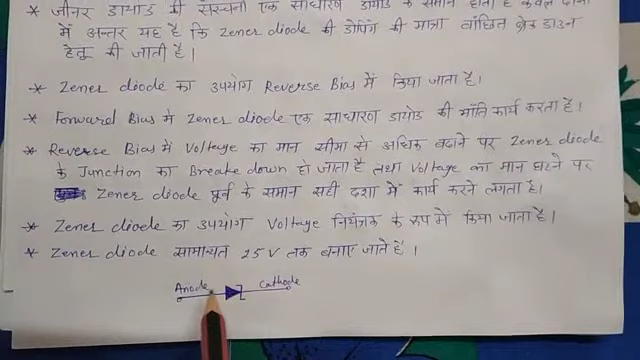 * जीनर डायोड की संरचना एक साधारण डायोड के समान होता है केवल
में अन्तर यह है कि Zener diode की डोपिंग की मात्रा वांछित ब्रेक डाउन
हेतु की जाती है।
* Zener diode का उपयोग Reverse Bias में किया जाता है।
* Forward Bias में Zener diode एक साधारण डायोड की भाँति कार्य करता है।
* Reverse Bias में Voltage का मान सीमा से अधिक बढ़ाने पर Zener diode
के Junction का Breake down हो जाता है तथा Voltage का मान घटने पर
Zener diode पूर्व के समान सही दशा में कार्य करने लगता है।
* Zener diode का उपयोग Voltage नियंत्रक के रूप में किया जाता है।
* Zener diode सामान्यत 25V तक बनाए जाते है।
Anode Cathode